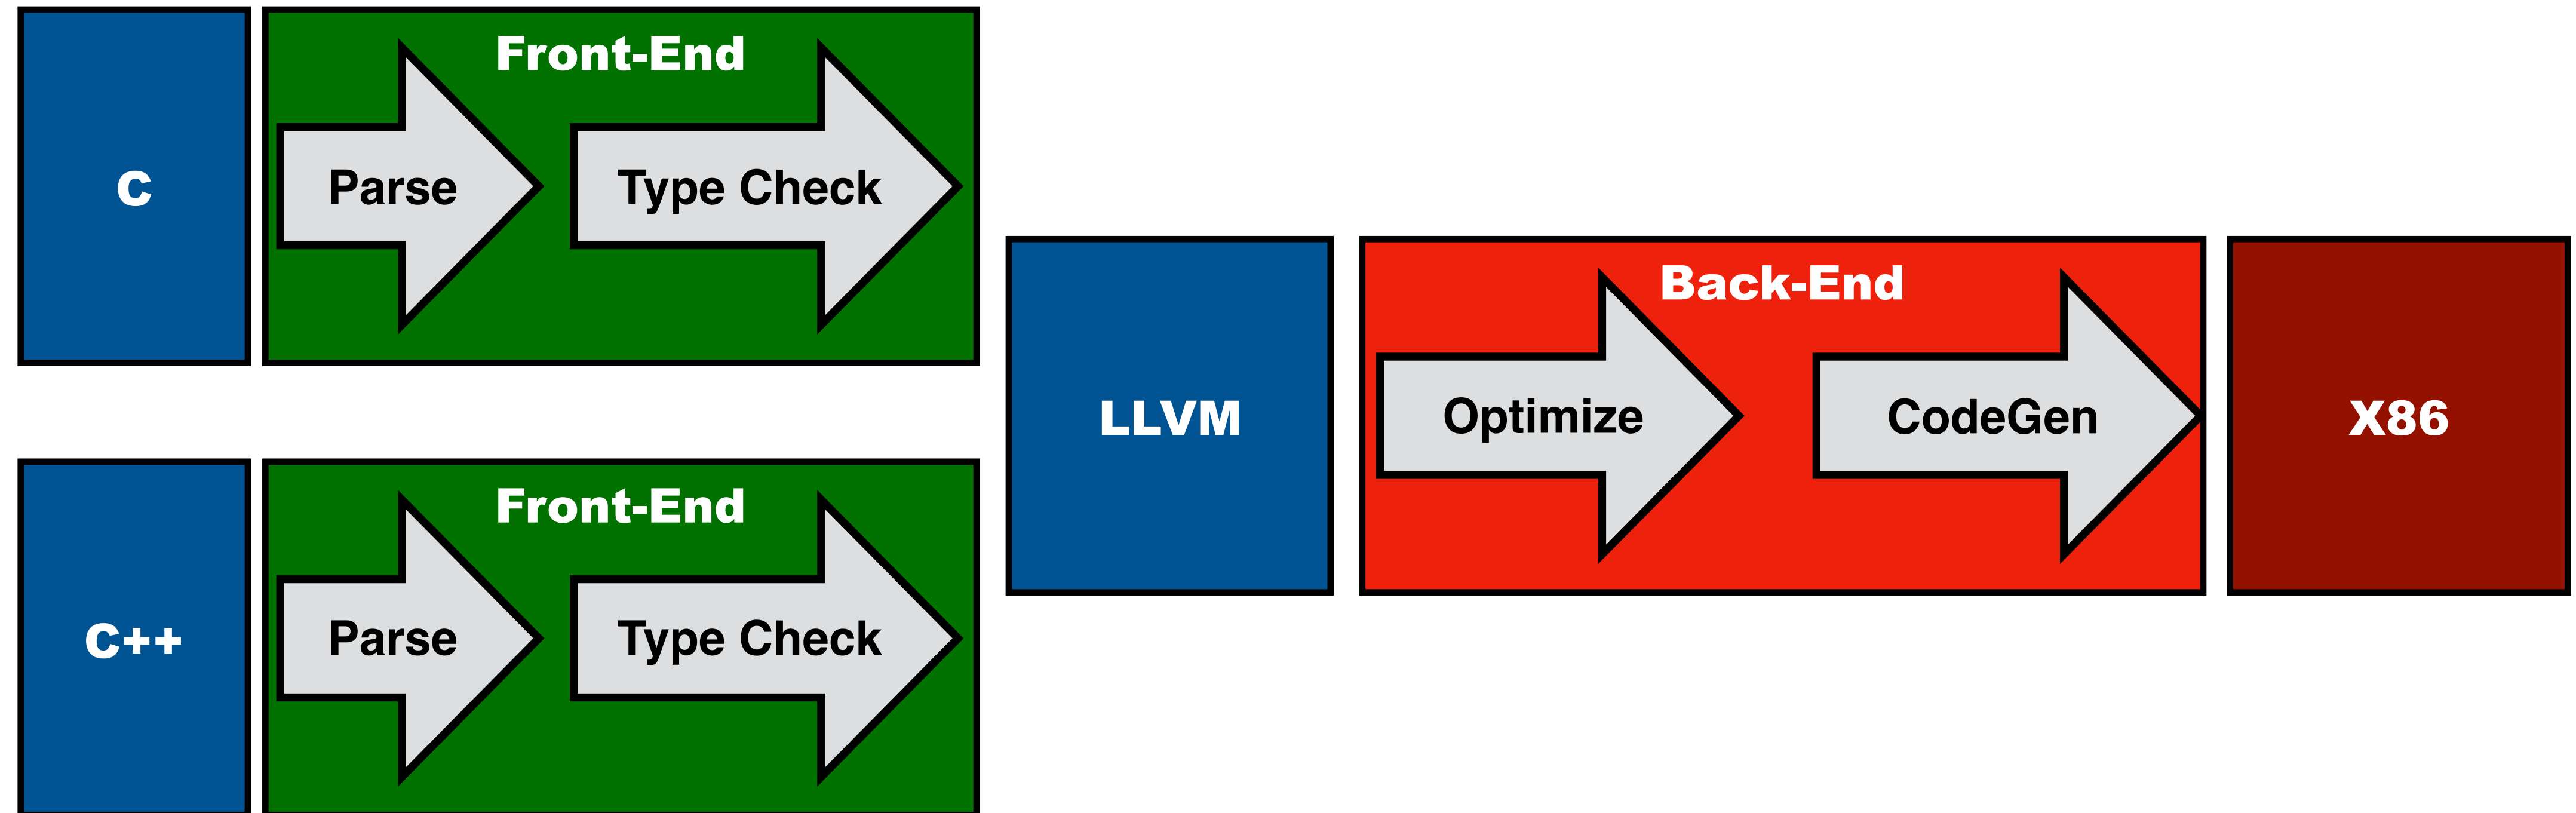 C
Front-End
Parse
Type Check
C++
Front-End
Parse
Type Check
LLVM
Back-End
Optimize
CodeGen
X86